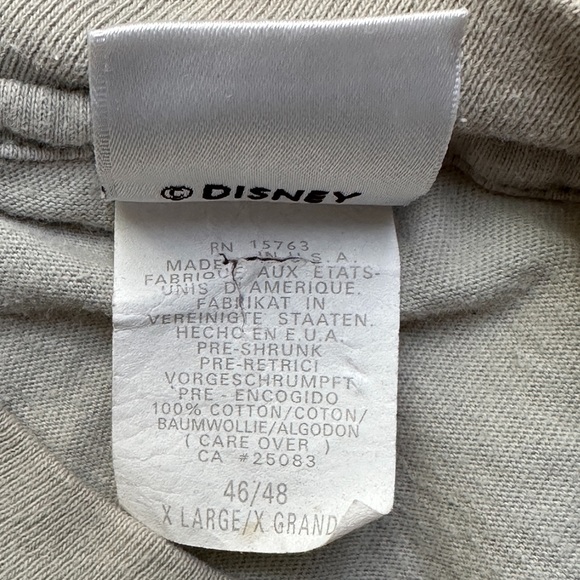 © DISNEY
RN 15763
MADE IN U.S.A.
FABRIQUE AUX ETATS-
UNIS D'AMERIQUE.
FABRIKAT IN
VEREINIGTE STAATEN.
HECHO EN E.U.A.
PRE-SHRUNK
PRE-RETRICI
VORGESCHRUMPFT
PRE-ENCOGIDO
100% COTTON/COTON/
BAUMWOLLIE/ALGODON
( CARE OVER )
CA #25083
46/48
X LARGE/X GRAND